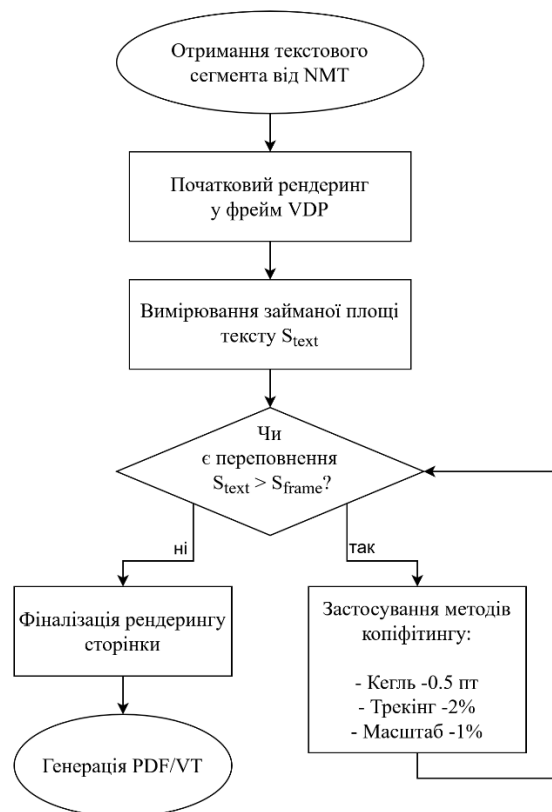 Отримання текстового
сегмента від NMT
Початковий рендеринг
у фрейм VDP
Вимірювання займаної площі
тексту Stext
Чи
є переповнення
Stext > Sframe?
ні
так
Фіналізація рендерингу
сторінки
Застосування методів
копіфітингу:
- Кегль -0.5 пт
- Трекінг -2%
- Масштаб -1%
Генерація PDF/VT